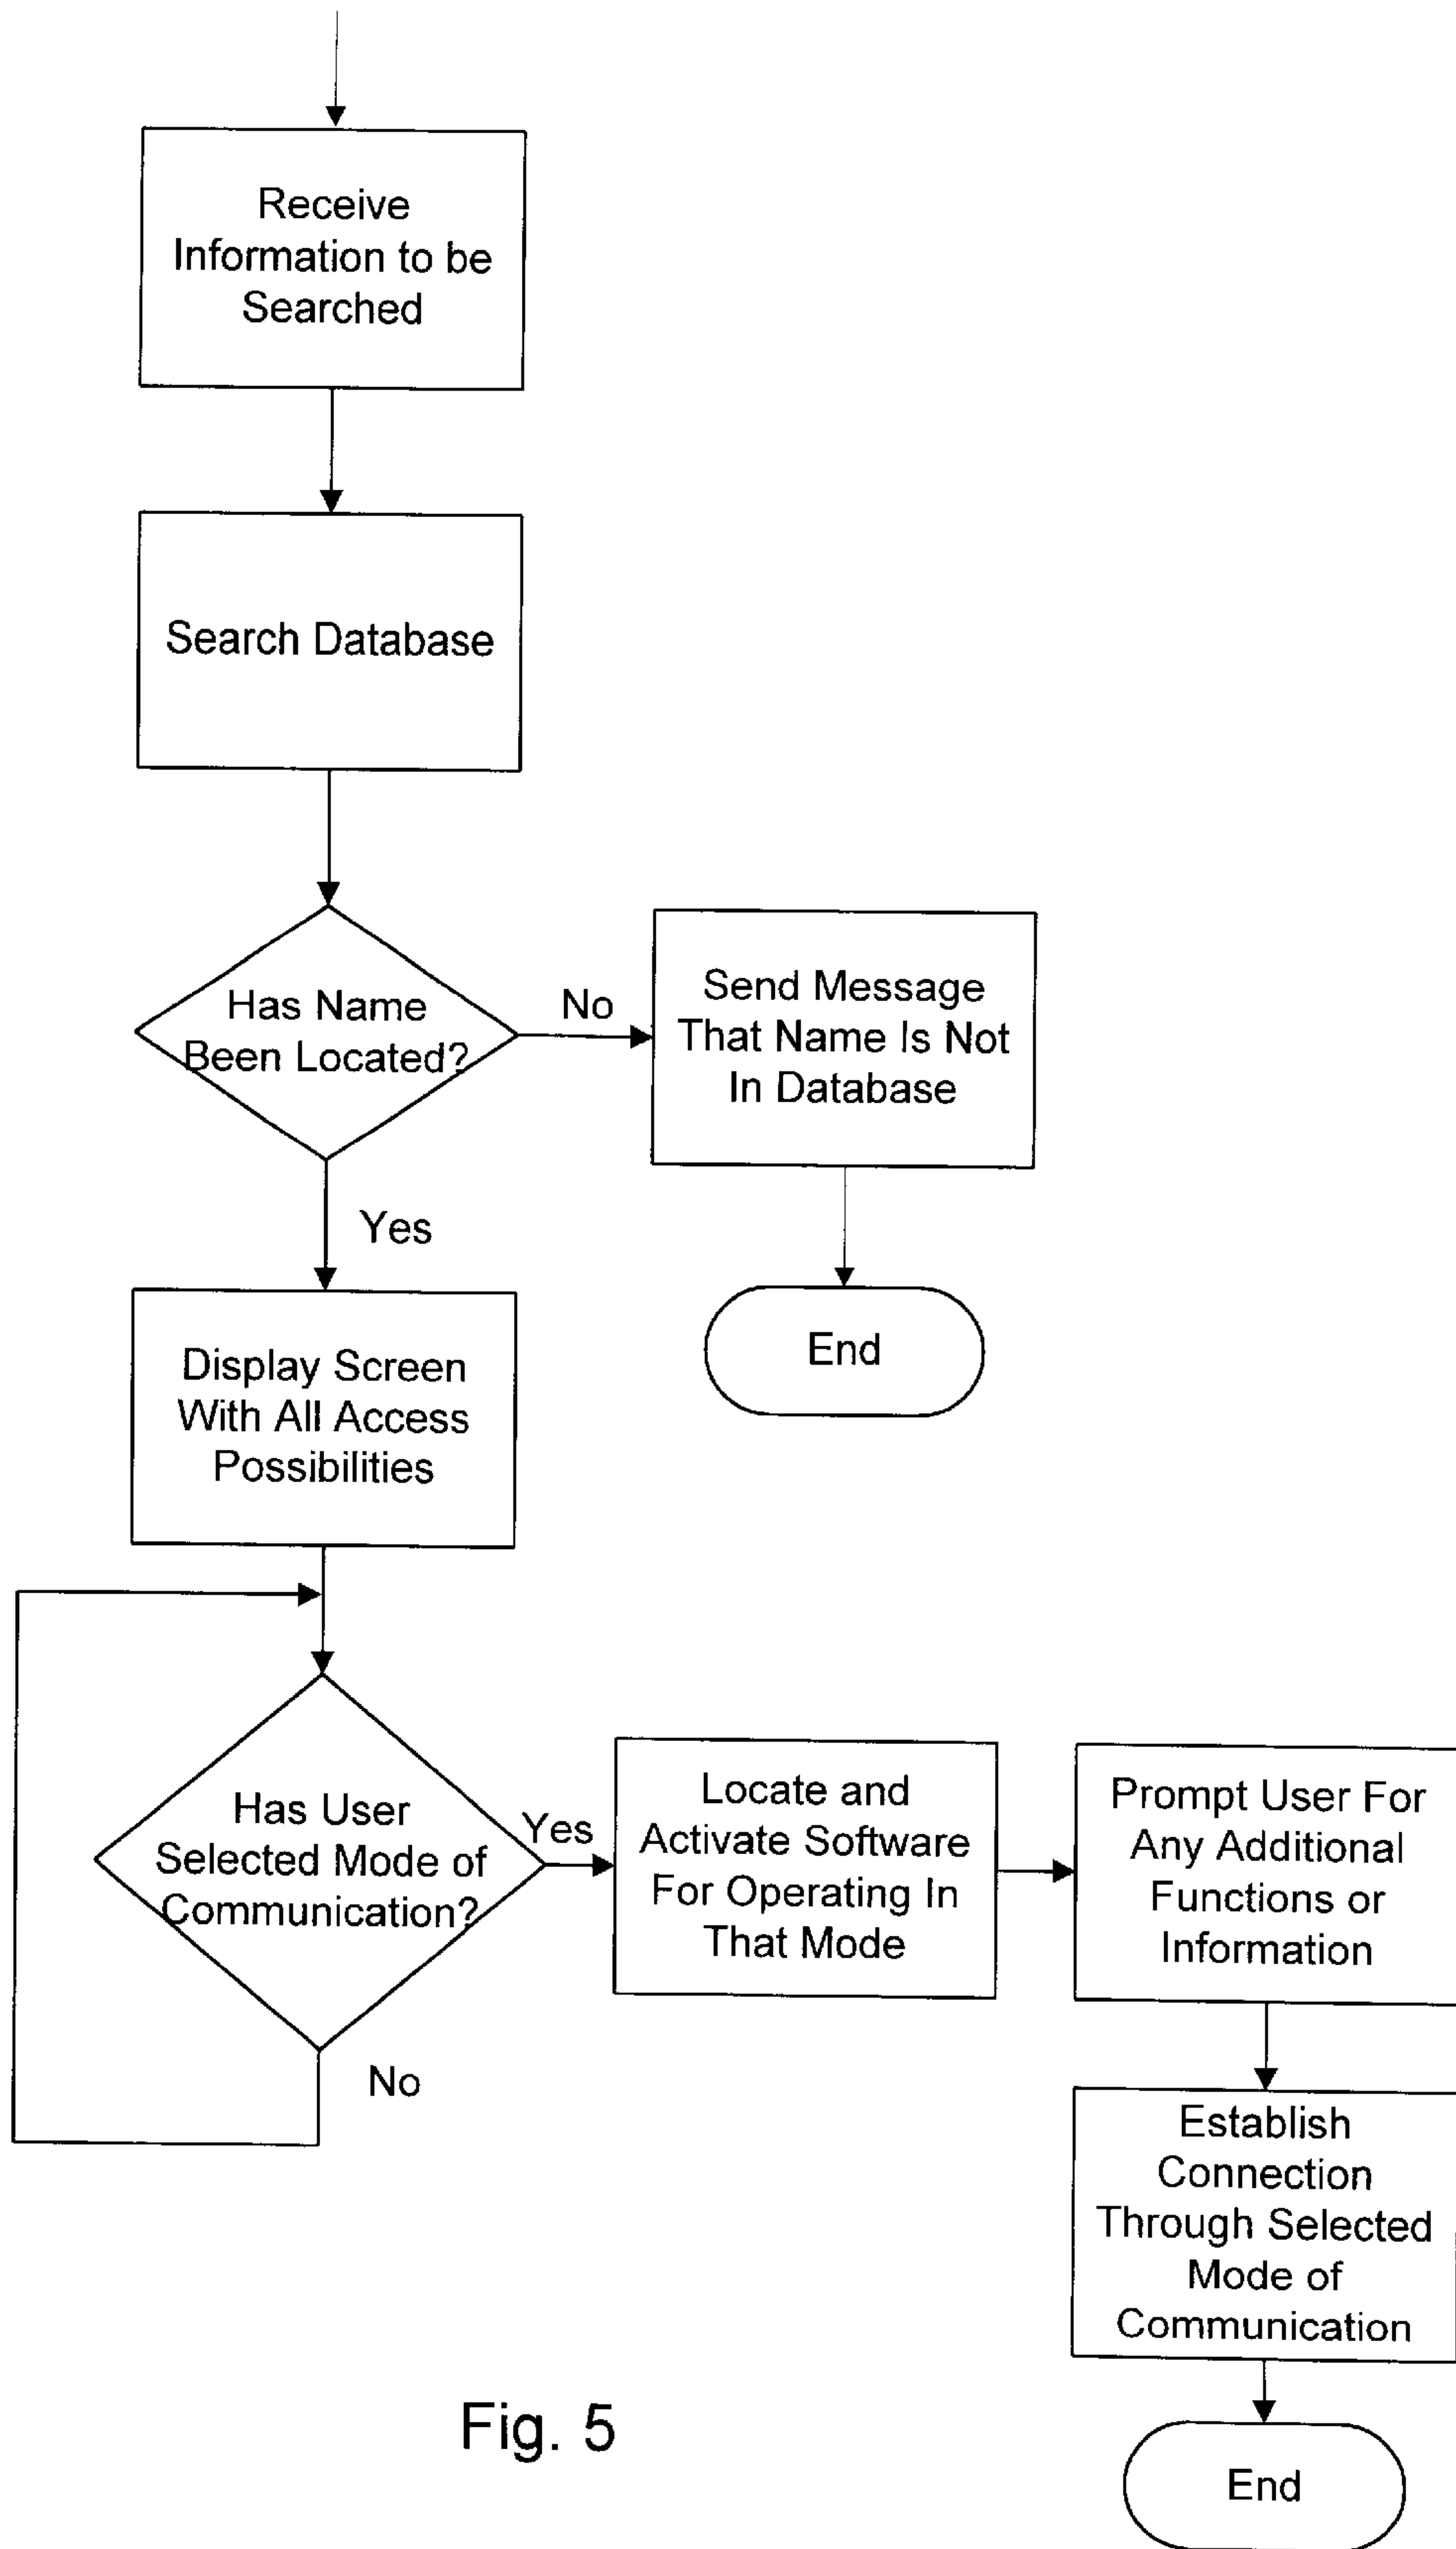 Receive
Information to be
Searched
Search Database
Has Name
Been Located?
No
Send Message
That Name Is Not
In Database
Yes
End
Display Screen
With All Access
Possibilities
Has User
Selected Mode of
Communication?
Yes
Locate and
Activate Software
For Operating In
That Mode
Prompt User For
Any Additional
Functions or
Information
No
Establish
Connection
Through Selected
Mode of
Communication
End
Fig. 5